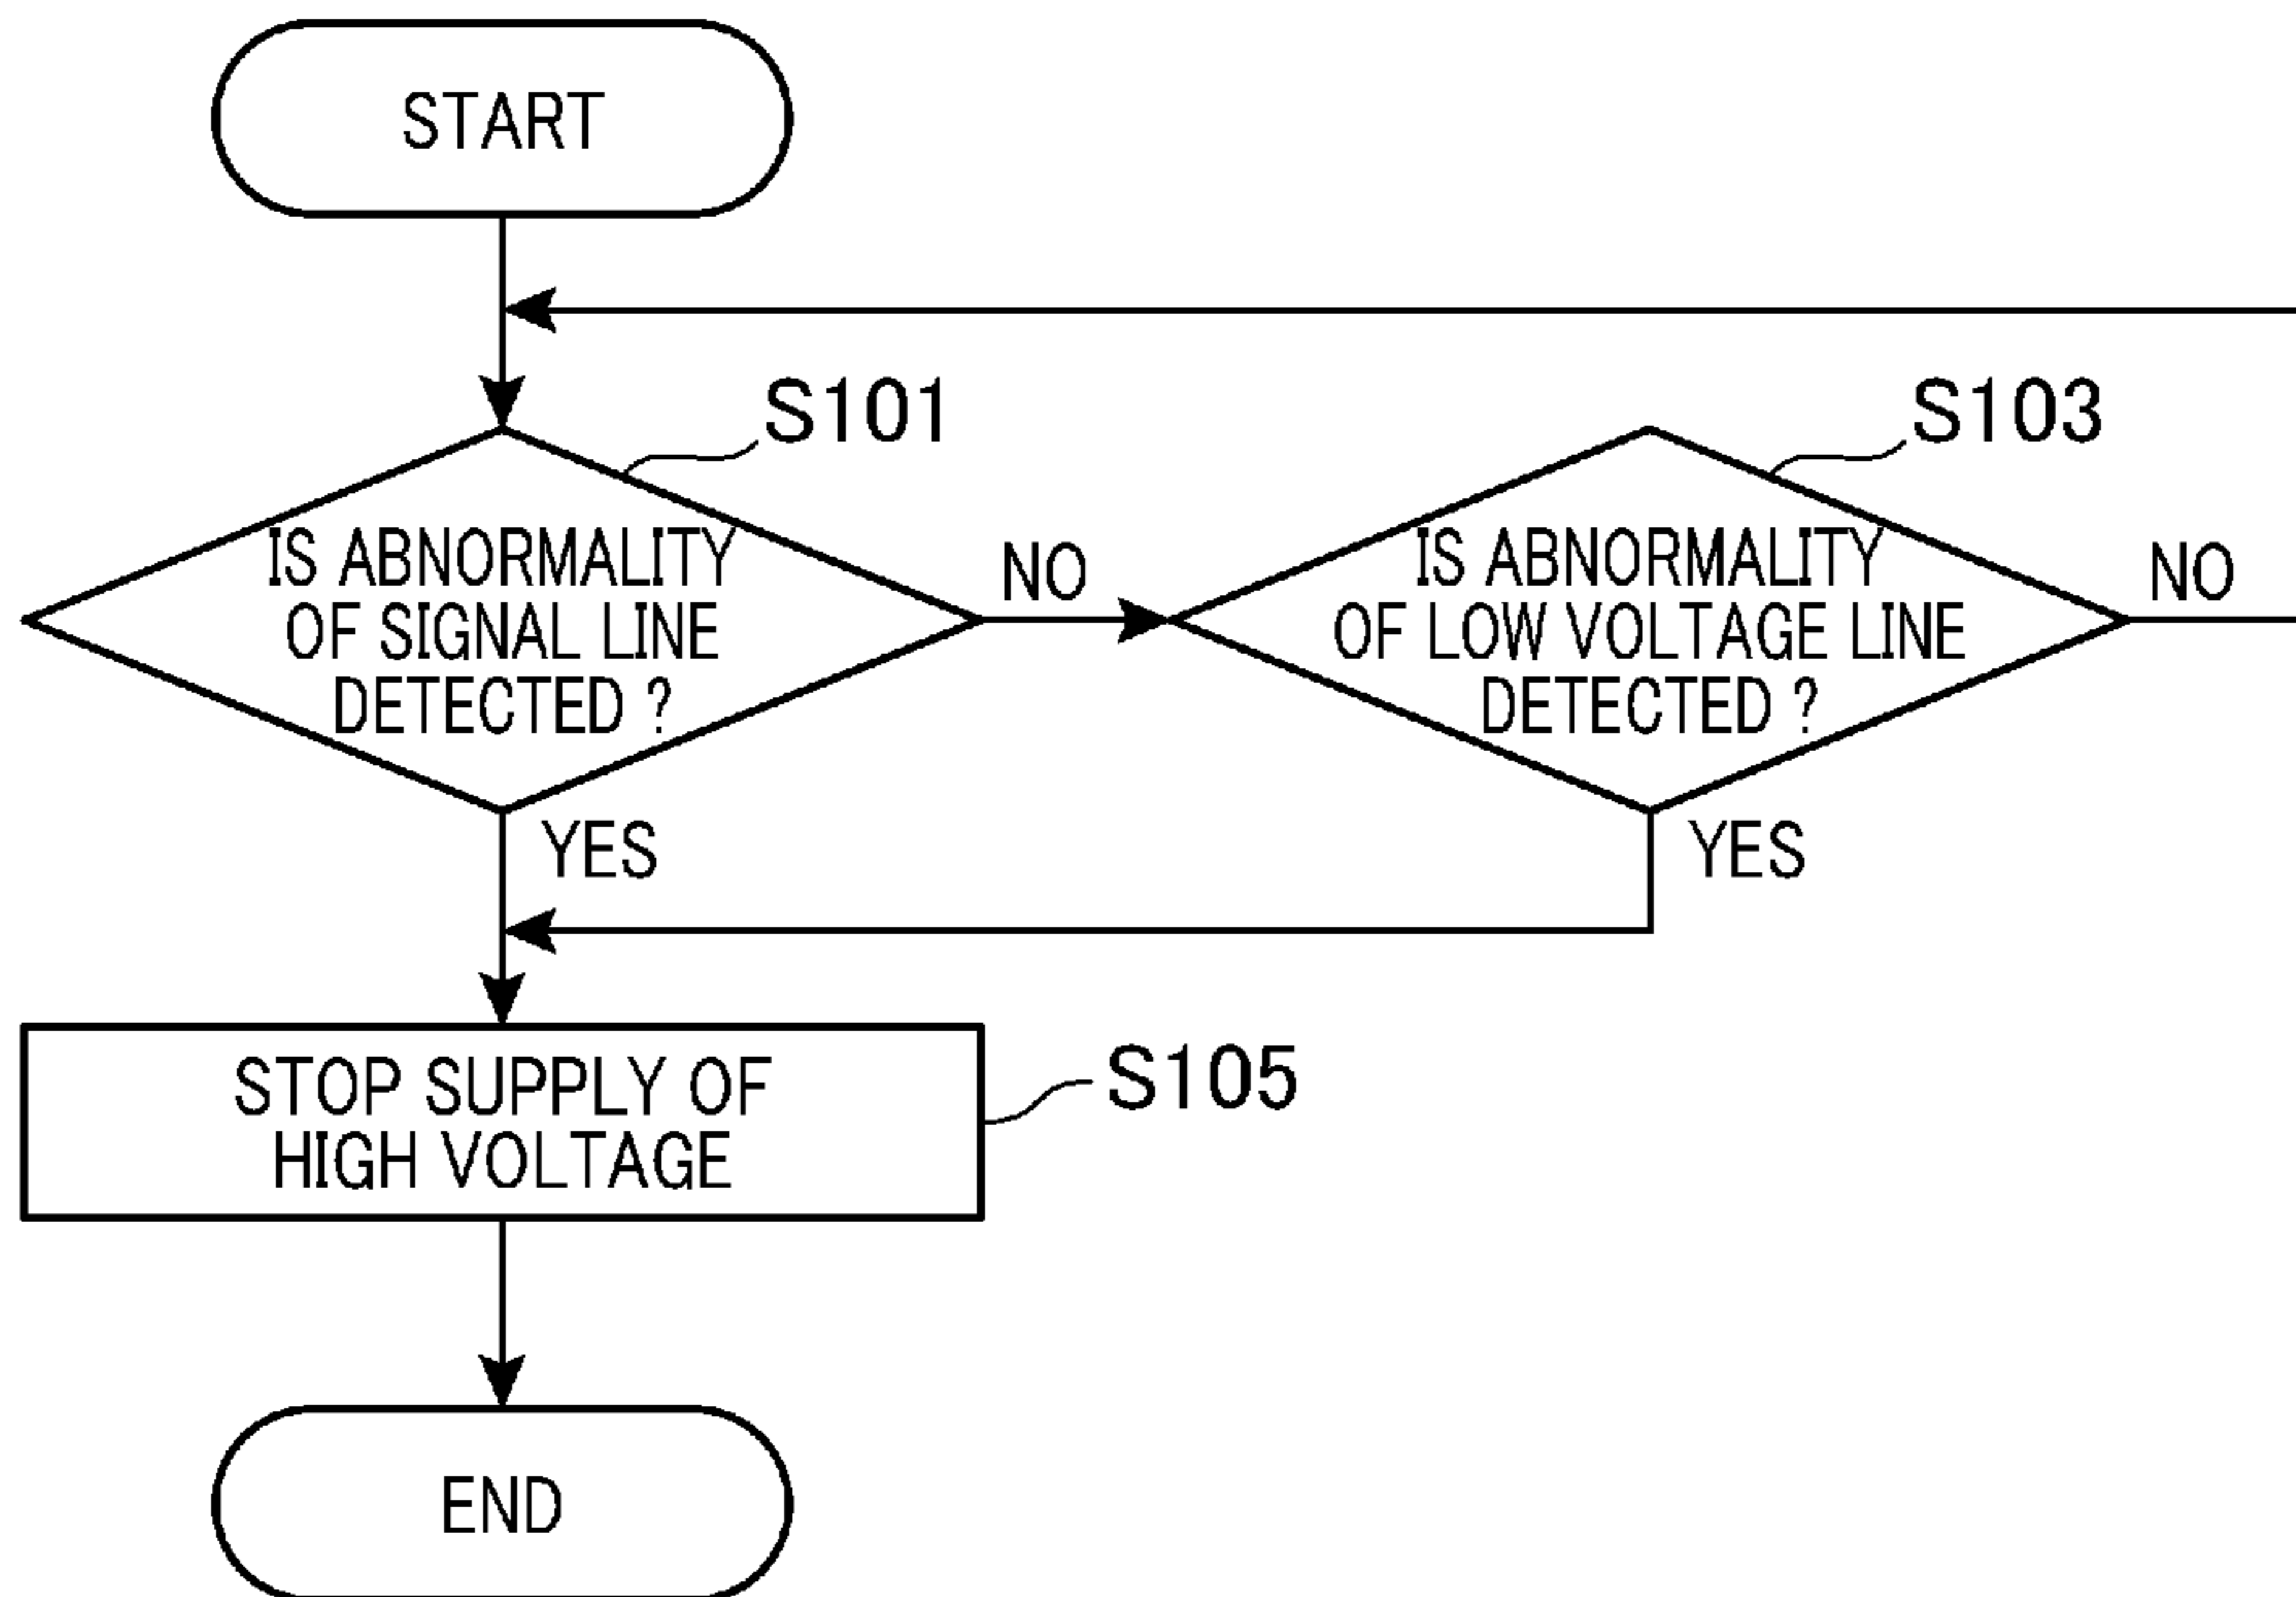 START
S101
IS ABNORMALITY
OF SIGNAL LINE
DETECTED ?
NO
YES
S103
IS ABNORMALITY
OF LOW VOLTAGE LINE
DETECTED ?
NO
YES
STOP SUPPLY OF
HIGH VOLTAGE
S105
END